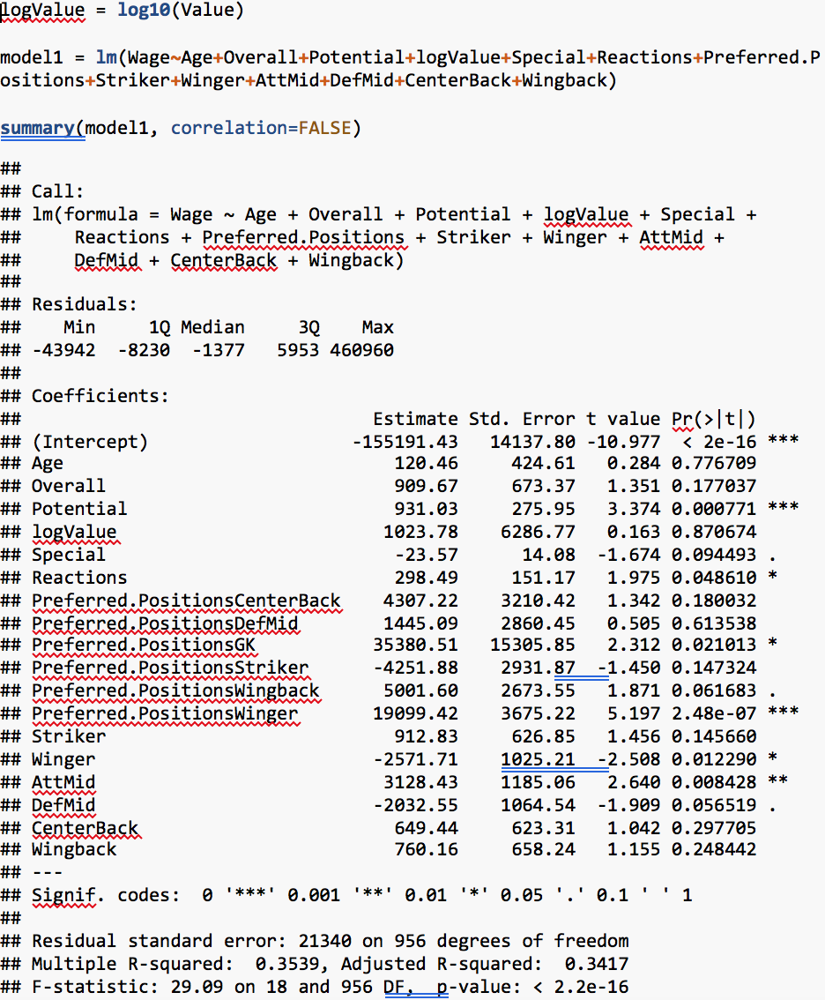 logValue = log10(Value)
model1 = lm(Wage~Age+Overall+Potential+logValue+Special+Reactions+Preferred.P
ositions+Striker+Winger+AttMid+DefMid+CenterBack+Wingback)
summary(model1, correlation=FALSE)
##
## Call:
## lm(formula = Wage ~ Age + Overall + Potential + logValue + Special +
##     Reactions + Preferred.Positions + Striker + Winger + AttMid +
##     DefMid + CenterBack + Wingback)
##
## Residuals:
##    Min     1Q Median     3Q    Max
## -43942  -8230  -1377   5953 460960
##
## Coefficients:
##                                 Estimate Std. Error t value Pr(>|t|)
## (Intercept)                   -155191.43   14137.80 -10.977  < 2e-16 ***
## Age                               120.46     424.61   0.284 0.776709
## Overall                           909.67     673.37   1.351 0.177037
## Potential                         931.03     275.95   3.374 0.000771 ***
## logValue                         1023.78    6286.77   0.163 0.870674
## Special                           -23.57      14.08  -1.674 0.094493 .
## Reactions                         298.49     151.17   1.975 0.048610 *
## Preferred.PositionsCenterBack    4307.22    3210.42   1.342 0.180032
## Preferred.PositionsDefMid        1445.09    2860.45   0.505 0.613538
## Preferred.PositionsGK           35380.51   15305.85   2.312 0.021013 *
## Preferred.PositionsStriker      -4251.88    2931.87  -1.450 0.147324
## Preferred.PositionsWingback      5001.60    2673.55   1.871 0.061683 .
## Preferred.PositionsWinger       19099.42    3675.22   5.197 2.48e-07 ***
## Striker                           912.83     626.85   1.456 0.145660
## Winger                          -2571.71    1025.21  -2.508 0.012290 *
## AttMid                           3128.43    1185.06   2.640 0.008428 **
## DefMid                          -2032.55    1064.54  -1.909 0.056519 .
## CenterBack                        649.44     623.31   1.042 0.297705
## Wingback                          760.16     658.24   1.155 0.248442
## ---
## Signif. codes:  0 '***' 0.001 '**' 0.01 '*' 0.05 '.' 0.1 ' ' 1
##
## Residual standard error: 21340 on 956 degrees of freedom
## Multiple R-squared:  0.3539, Adjusted R-squared:  0.3417
## F-statistic: 29.09 on 18 and 956 DF,  p-value: < 2.2e-16